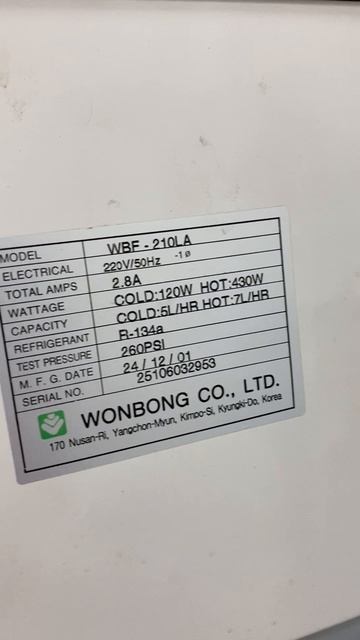 MODEL WBF - 210LA
ELECTRICAL 220V/50Hz -1ø
TOTAL AMPS 2.8A
WATTAGE COLD:120W HOT:430W
CAPACITY COLD:5L/HR HOT:7L/HR
REFRIGERANT R-134a
TEST PRESSURE 260PSI
M. F. G. DATE 24/12/01
SERIAL NO. 25106032953
WONBONG CO., LTD.
170 Nusan-Ri, Yangchon-Myun, Kimpo-Si, Kyungki-Do, Korea